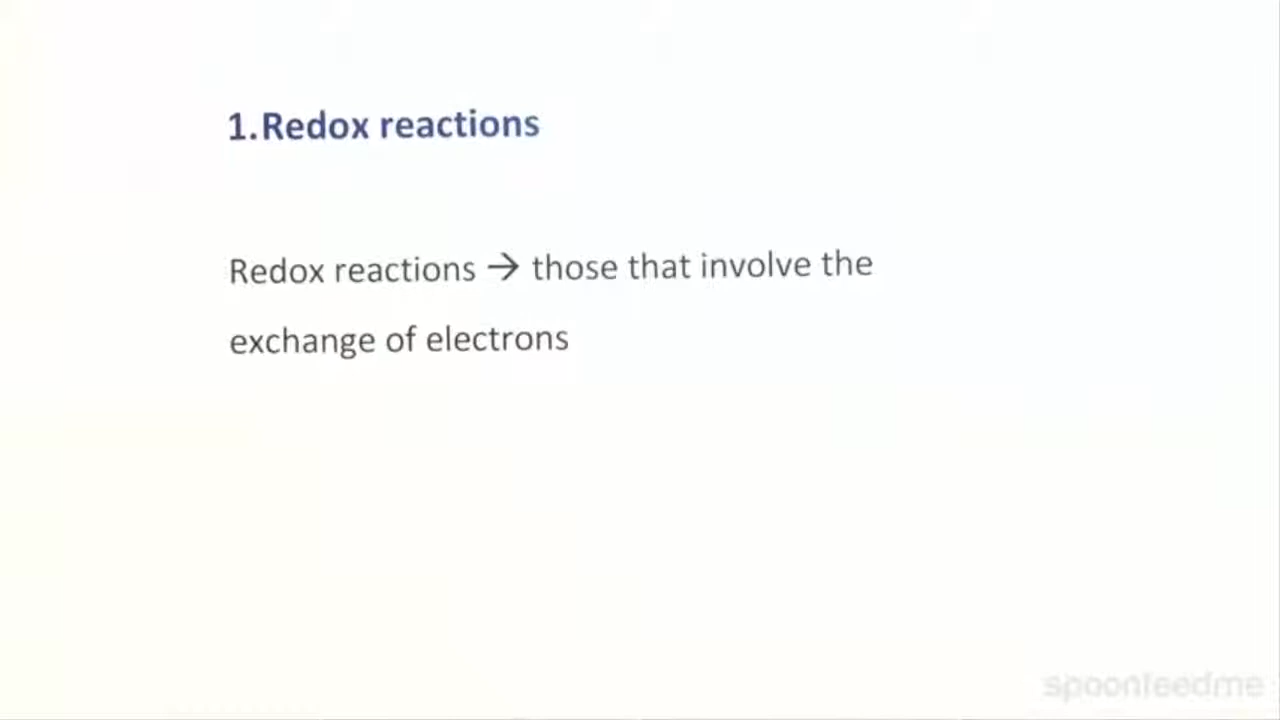 1.Redox reactions
Redox reactions → those that involve the
exchange of electrons
spoonfeedme